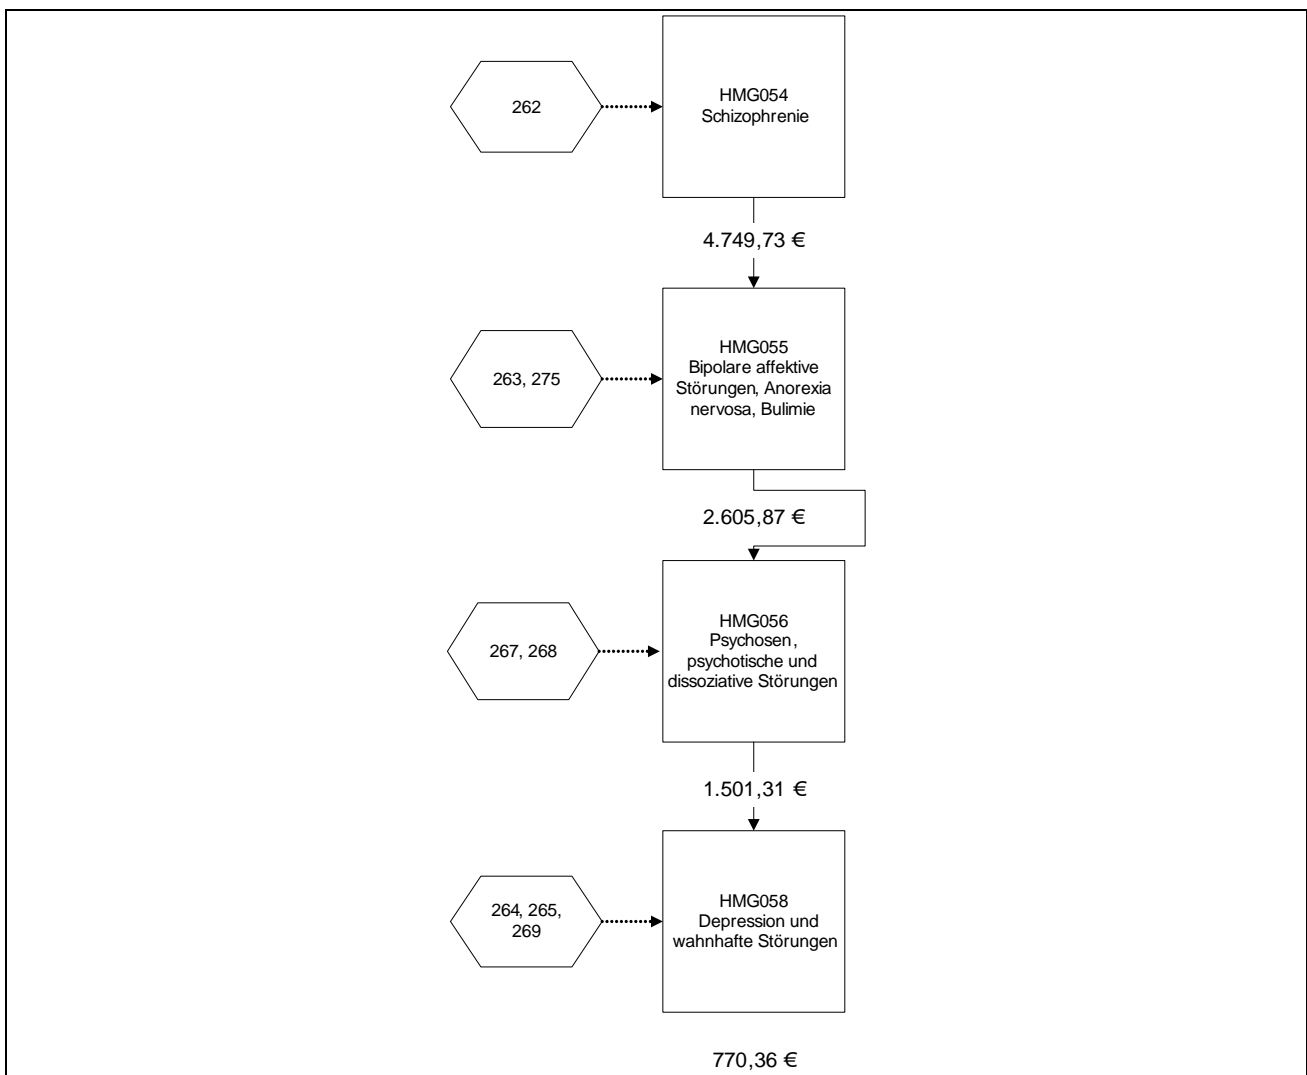 262
HMG054
Schizophrenie
4.749,73 €
263, 275
HMG055
Bipolare affektive
Störungen, Anorexia
nervosa, Bulimie
2.605,87 €
267, 268
HMG056
Psychosen,
psychotische und
dissoziative Störungen
1.501,31 €
264, 265,
269
HMG058
Depression und
wahnhafte Störungen
770,36 €